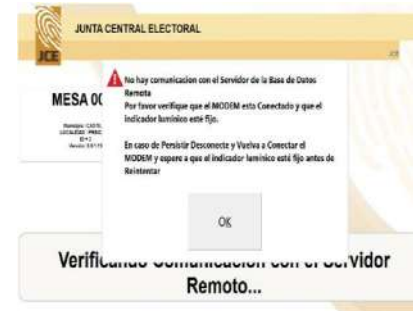 JUNTA CENTRAL ELECTORAL
JCE
No hay comunicacion con el Servidor de la Base de Datos
Remota
Por favor verifique que el MODEM esta Conectado y que el
indicador luminico esté fijo.
En caso de Persistir Desconecte y Vuelva a Conectar el
MODEM y espere a que el indicador luminico esté fijo antes de
Reintentar
OK
MESA 00
Verificando Comunicacion con el Servidor
Remoto...